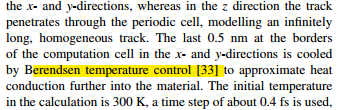 the x- and y-directions, whereas in the z direction the track
penetrates through the periodic cell, modelling an infinitely
long, homogeneous track. The last 0.5 nm at the borders
of the computation cell in the x- and y-directions is cooled
by Berendsen temperature control [33] to approximate heat
conduction further into the material. The initial temperature
in the calculation is 300 K, a time step of about 0.4 fs is used,